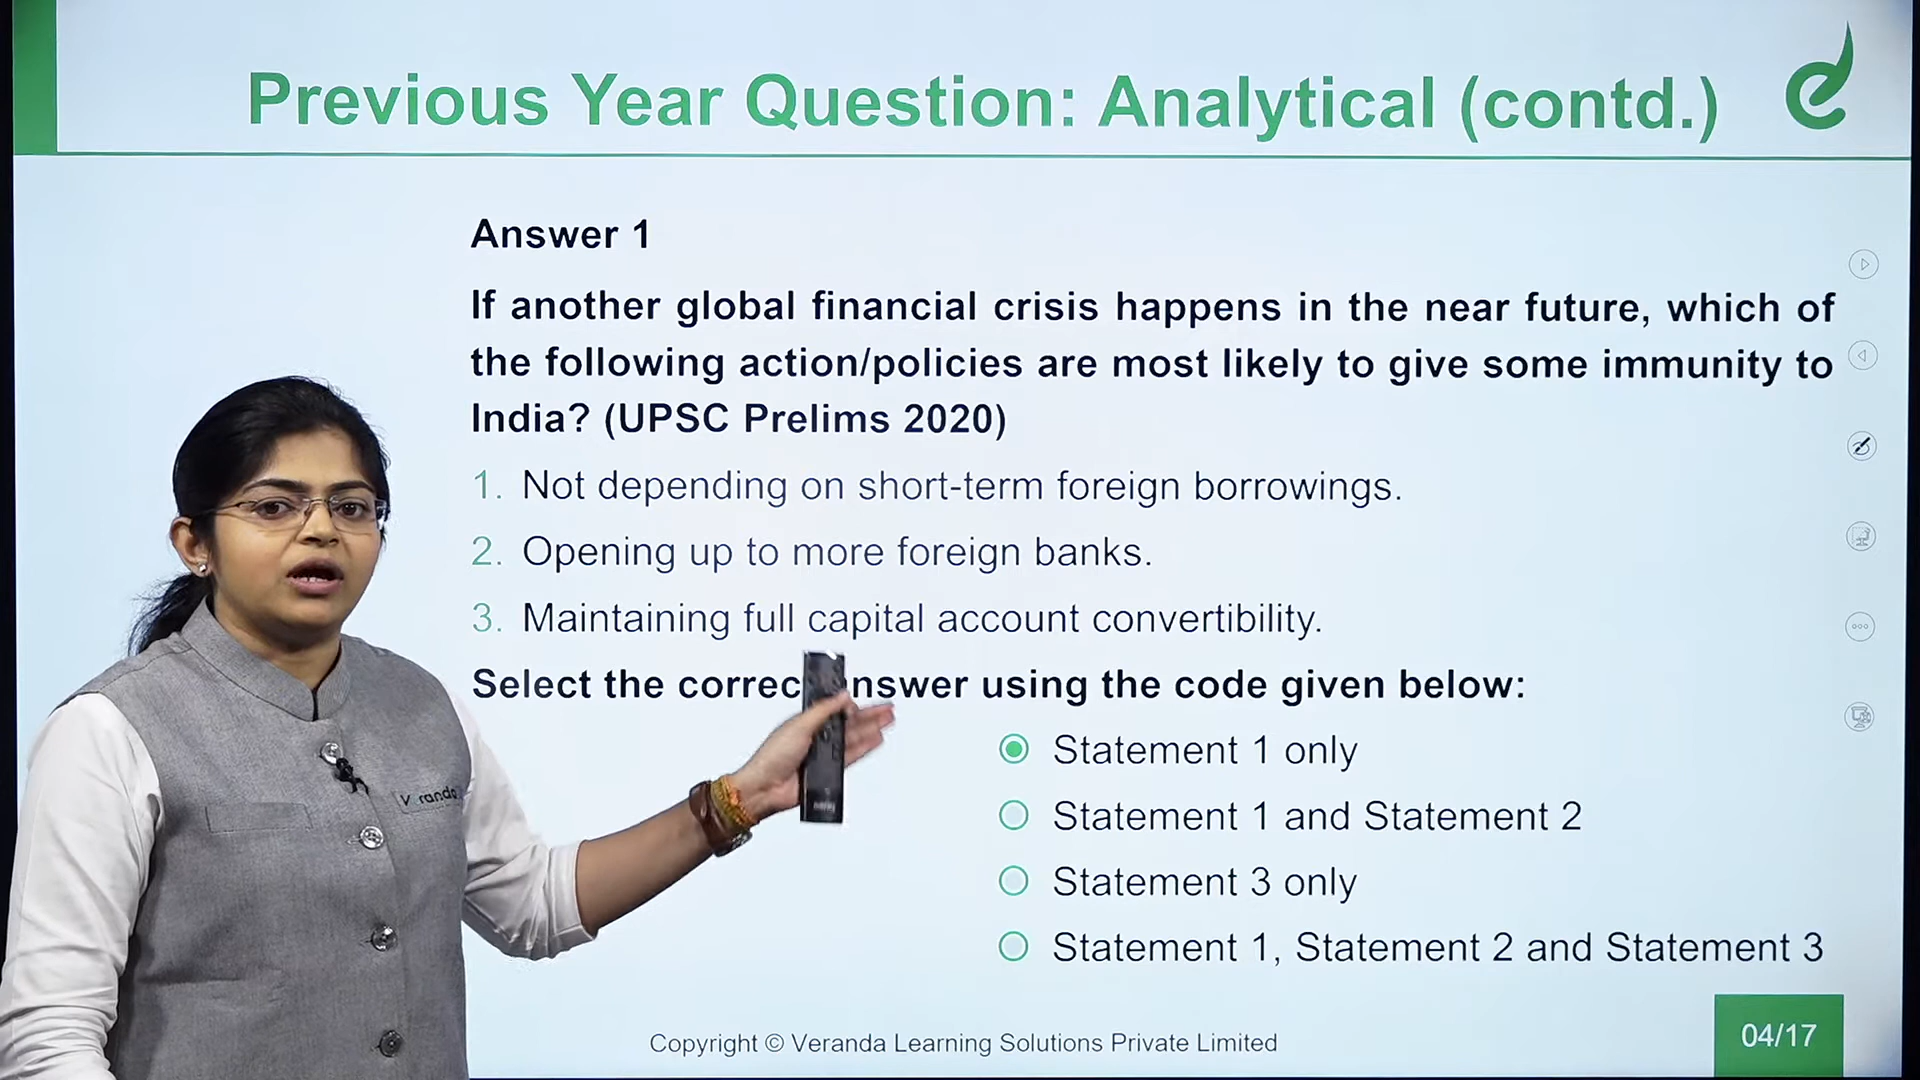 Previous Year Question: Analytical (contd.)
Answer 1
If another global financial crisis happens in the near future, which of
the following action/policies are most likely to give some immunity to
India? (UPSC Prelims 2020)
1. Not depending on short-term foreign borrowings.
2. Opening up to more foreign banks.
3. Maintaining full capital account convertibility.
Select the correc nswer using the code given below:
Statement 1 only
Statement 1 and Statement 2
Statement 3 only
Statement 1, Statement 2 and Statement 3
Veranda
Copyright © Veranda Learning Solutions Private Limited
04/17